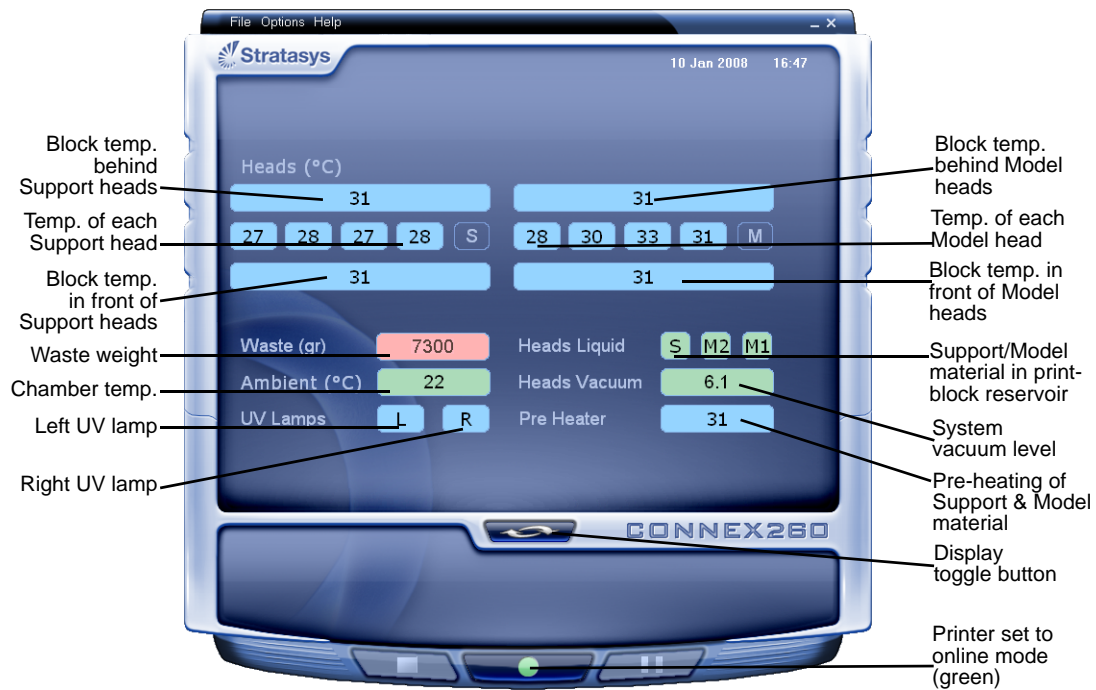 File Options Help
Stratasys
10 Jan 2008 16:47
Block temp.
behind
Support heads
Temp. of each
Support head
Block temp.
in front of
Support heads
Waste weight
Chamber temp.
Left UV lamp
Right UV lamp
Heads (°C)
31
31
27 28 27 28 S
28 30 33 31 M
31
31
Waste (gr) 7300
Heads Liquid S M2 M1
Ambient (°C) 22
Heads Vacuum 6.1
UV Lamps L R
Pre Heater 31
CONNEX260
Block temp.
behind Model
heads
Temp. of each
Model head
Block temp. in
front of Model
heads
Support/Model
material in print-
block reservoir
System
vacuum level
Pre-heating of
Support & Model
material
Display
toggle button
Printer set to
online mode
(green)